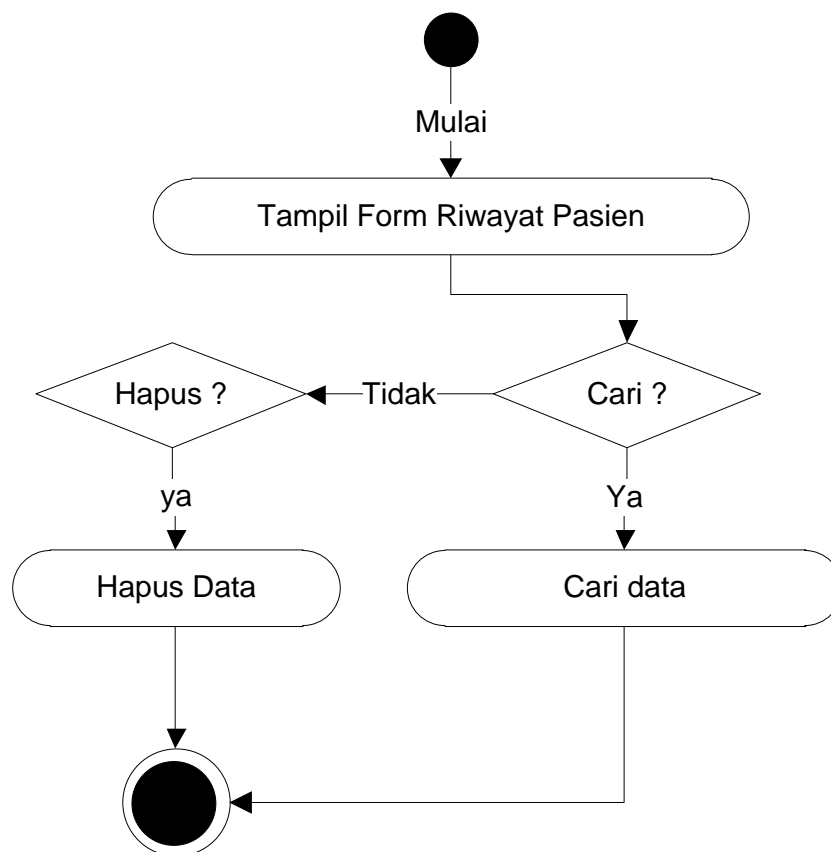 Mulai
Tampil Form Riwayat Pasien
Hapus ?
Tidak
Cari ?
ya
Ya
Hapus Data
Cari data